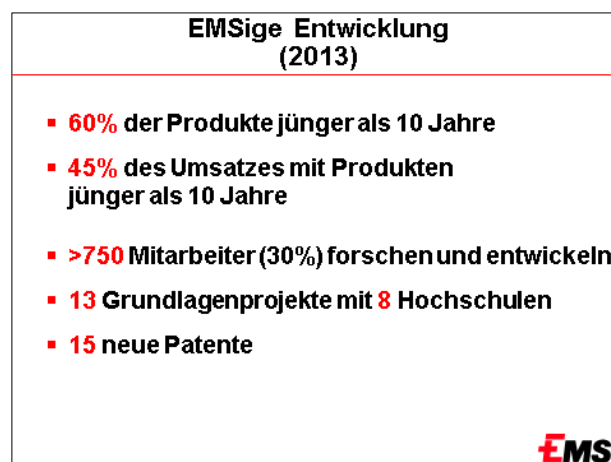 EMSige Entwicklung
(2013)
60% der Produkte jünger als 10 Jahre
45% des Umsatzes mit Produkten
jünger als 10 Jahre
>750 Mitarbeiter (30%) forschen und entwickeln
13 Grundlagenprojekte mit 8 Hochschulen
15 neue Patente
EMS